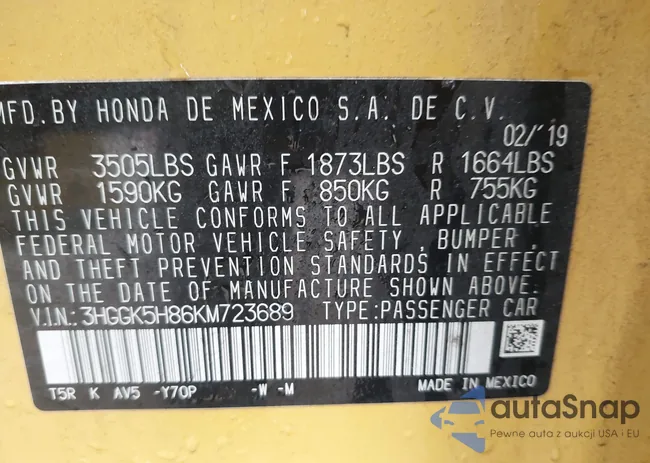 MFD.BY HONDA DE MEXICO S.A. DE C.V.
02/'19
GVWR 3505LBS GAWR F 1873LBS R 1664LBS
GVWR 1590KG GAWR F 850KG R 755KG
THIS VEHICLE CONFORMS TO ALL APPLICABLE
FEDERAL MOTOR VEHICLE SAFETY , BUMPER ,
AND THEFT PREVENTION STANDARDS IN EFFECT
ON THE DATE OF MANUFACTURE SHOWN ABOVE.
V.I.N.: 3HGGK5H86KM723689 TYPE:PASSENGER CAR
T5R K AV5 -Y70P -W -M MADE IN MEXICO
autaSnap
Pewne auta z aukcji USA i EU